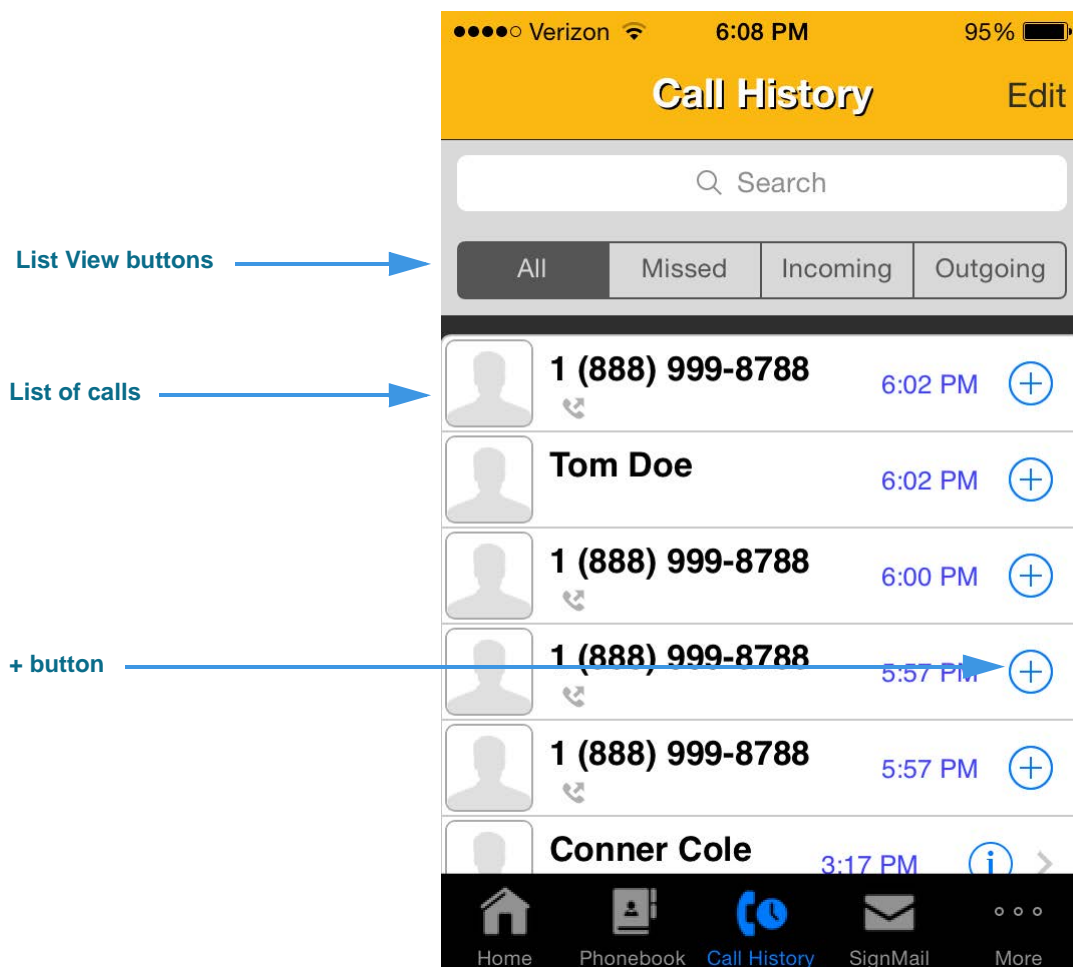 Verizon 6:08 PM 95%
Call History Edit
Search
List View buttons
All Missed Incoming Outgoing
List of calls
1 (888) 999-8788 6:02 PM +
Tom Doe 6:02 PM +
1 (888) 999-8788 6:00 PM +
+ button
1 (888) 999-8788 5:57 PM +
1 (888) 999-8788 5:57 PM +
Conner Cole 3:17 PM i >
Home Phonebook Call History SignMail More